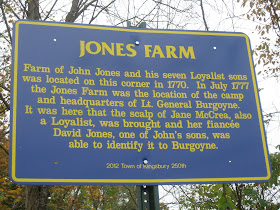 JONES' FARM
Farm of John Jones and his seven Loyalist sons
was located on this corner in 1770. In July 1777
the Jones Farm was the location of the camp
and headquarters of Lt. General Burgoyne.
It was here that the scalp of Jane McCrea, also
a Loyalist, was brought and her fianceé
David Jones, one of John's sons, was
able to identify it to Burgoyne.
2012 Town of Kingsbury 250th